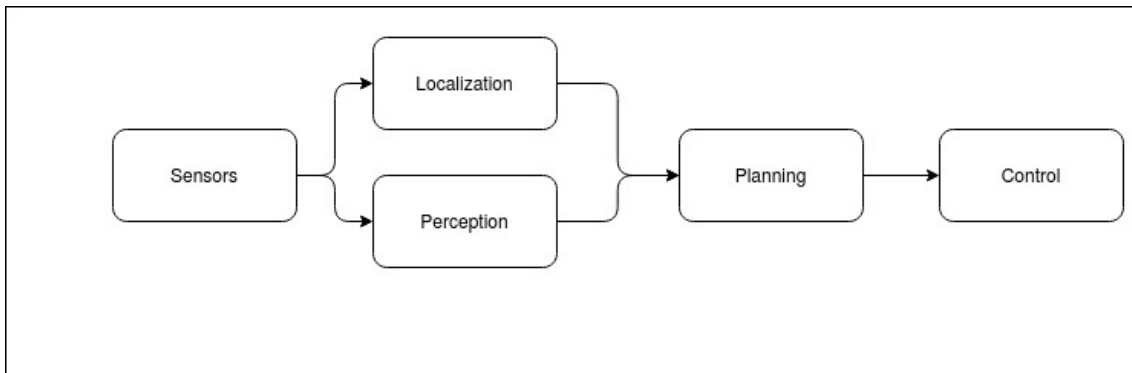 Localization
Sensors
Perception
Planning
Control